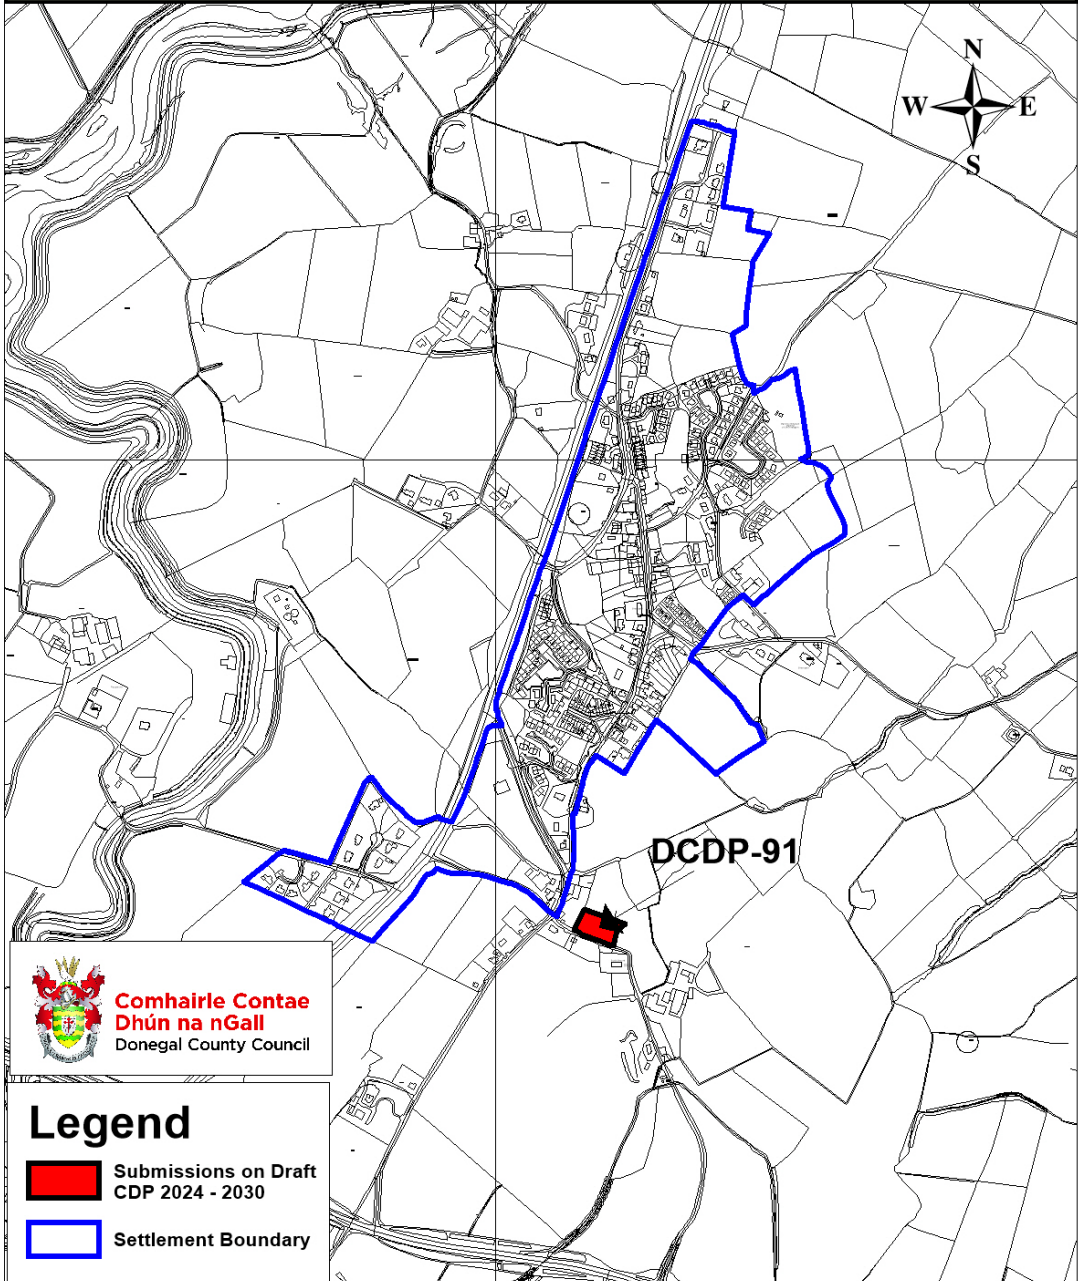 N
W E
S
DCDP-91
Comhairle Contae
Dhún na nGall
Donegal County Council
Legend
Submissions on Draft
CDP 2024 - 2030
Settlement Boundary